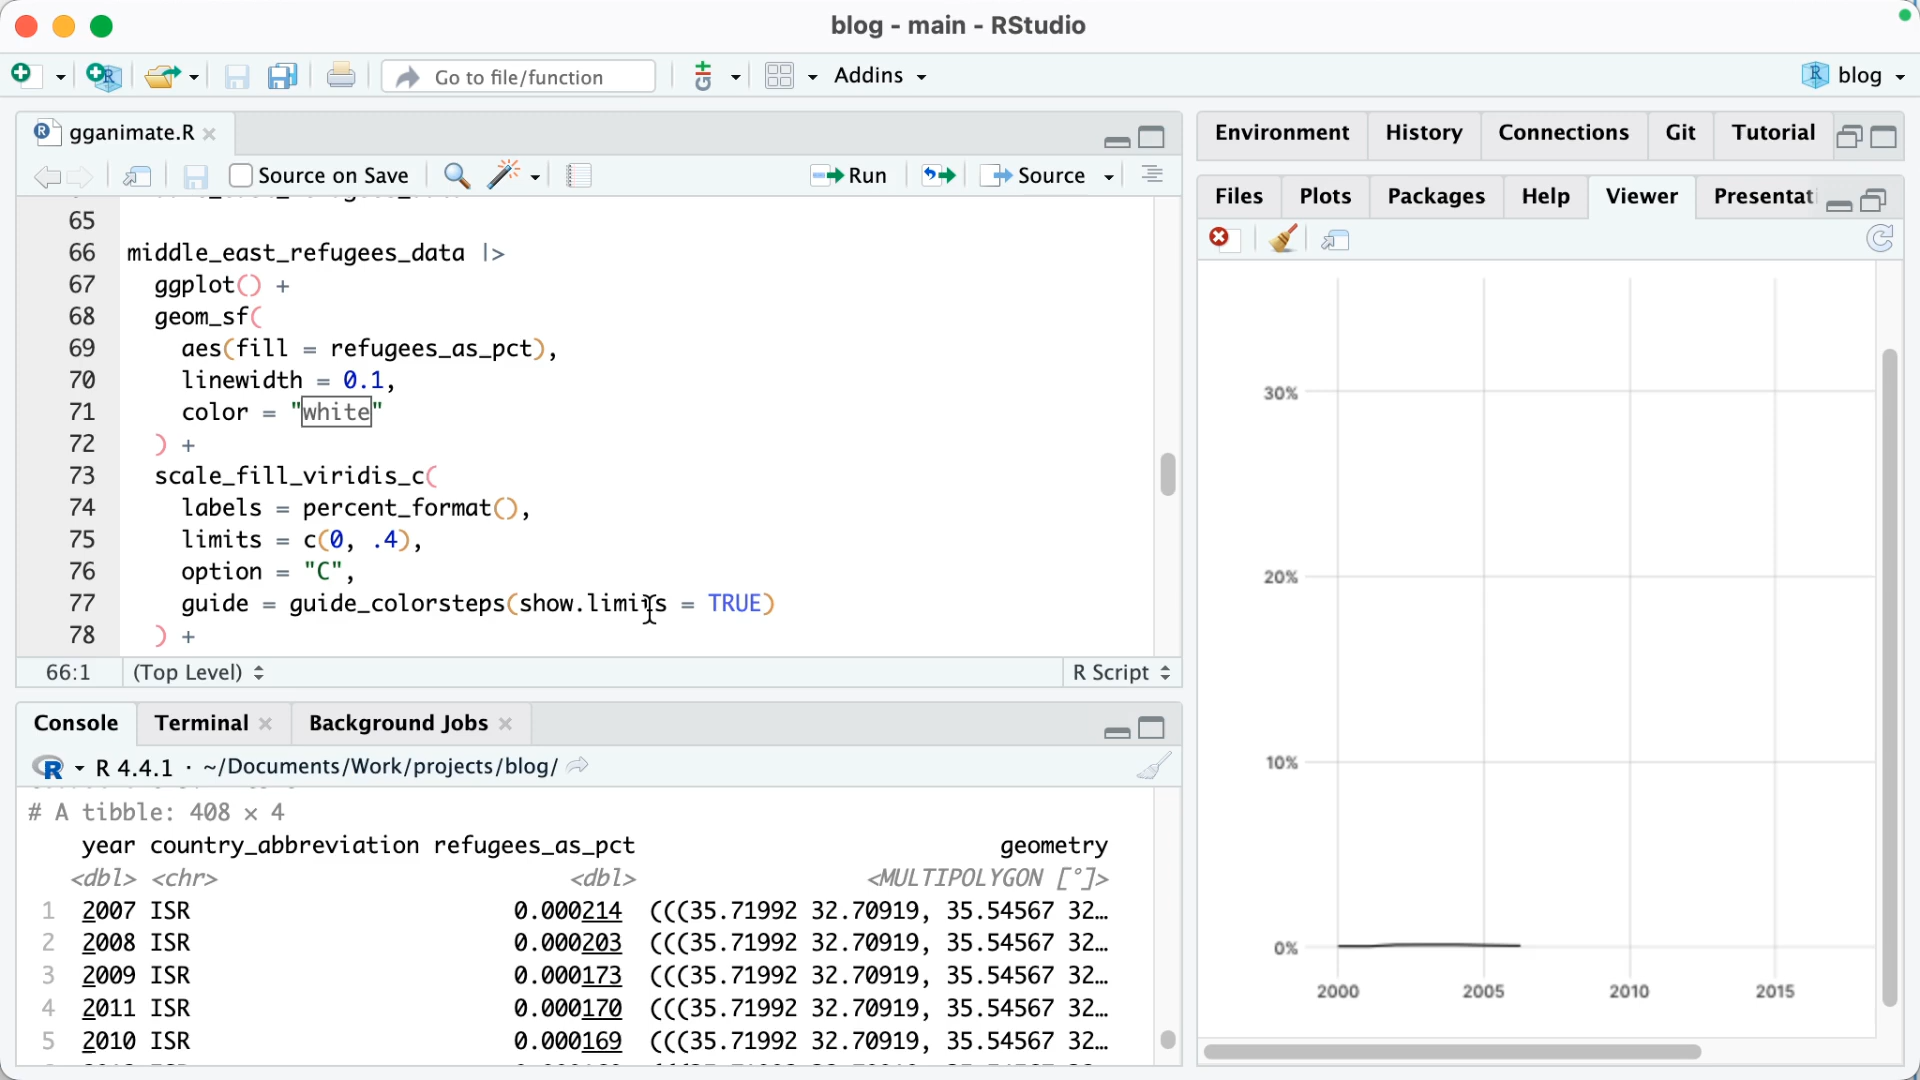 blog - main - RStudio
Go to file/function
Addins
blog
gganimate.R
Source on Save
Run
Source
65
66 middle_east_refugees_data |>
67 ggplot() +
68 geom_sf(
69 aes(fill = refugees_as_pct),
70 linewidth = 0.1,
71 color = "white"
72 ) +
73 scale_fill_viridis_c(
74 labels = percent_format(),
75 limits = c(0, .4),
76 option = "C",
77 guide = guide_colorsteps(show.limits = TRUE)
78 ) +
66:1 (Top Level) R Script
Console Terminal Background Jobs
R 4.4.1 · ~/Documents/Work/projects/blog/
# A tibble: 408 × 4
year country_abbreviation refugees_as_pct geometry
<dbl> <chr> <dbl> <MULTIPOLYGON [°]>
1 2007 ISR 0.000214 (((35.71992 32.70919, 35.54567 32…
2 2008 ISR 0.000203 (((35.71992 32.70919, 35.54567 32…
3 2009 ISR 0.000173 (((35.71992 32.70919, 35.54567 32…
4 2011 ISR 0.000170 (((35.71992 32.70919, 35.54567 32…
5 2010 ISR 0.000169 (((35.71992 32.70919, 35.54567 32…
Environment History Connections Git Tutorial
Files Plots Packages Help Viewer Presentati
30%
20%
10%
0%
2000 2005 2010 2015